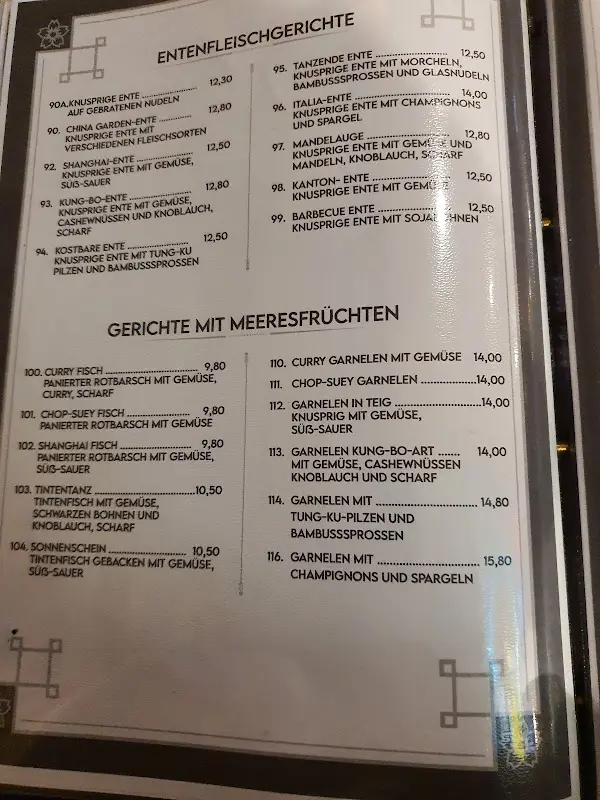 ENTENFLEISCHGERICHTE
90A.KNUSPRIGE ENTE .................. 12,30
AUF GEBRATENEN NUDELN
90. CHINA GARDEN-ENTE ........... 12,80
KNUSPRIGE ENTE MIT
VERSCHIEDENEN FLEISCHSORTEN
92. SHANGHAI-ENTE .................. 12,50
KNUSPRIGE ENTE MIT GEMÜSE,
SÜß-SAUER
93. KUNG-BO-ENTE .................. 12,80
KNUSPRIGE ENTE MIT GEMÜSE,
CASHEWNÜSSEN UND KNOBLAUCH,
SCHARF
94. KOSTBARE ENTE .................. 12,50
KNUSPRIGE ENTE MIT TUNG-KU
PILZEN UND BAMBUSSSPROSSEN
95. TANZENDE ENTE .................. 12,50
KNUSPRIGE ENTE MIT MORCHELN,
BAMBUSSSPROSSEN UND GLASNUDELN
96. ITALIA-ENTE .................. 14,00
KNUSPRIGE ENTE MIT CHAMPIGNONS
UND SPARGEL
97. MANDELAUGE .................. 12,80
KNUSPRIGE ENTE MIT GEMÜSE UND
MANDELN, KNOBLAUCH, SCHARF
98. KANTON- ENTE .................. 12,50
KNUSPRIGE ENTE MIT GEMÜSE
99. BARBECUE ENTE .................. 12,50
KNUSPRIGE ENTE MIT SOJABOHNEN
GERICHTE MIT MEERESFRÜCHTEN
100. CURRY FISCH .................. 9,80
PANIERTER ROTBARSCH MIT GEMÜSE,
CURRY, SCHARF
101. CHOP-SUEY FISCH .................. 9,80
PANIERTER ROTBARSCH MIT GEMÜSE
102. SHANGHAI FISCH .................. 9,80
PANIERTER ROTBARSCH MIT GEMÜSE,
SÜß-SAUER
103. TINTENTANZ ..................10,50
TINTENFISCH MIT GEMÜSE,
SCHWARZEN BOHNEN UND
KNOBLAUCH, SCHARF
104. SONNENSCHEIN .................. 10,50
TINTENFISCH GEBACKEN MIT GEMÜSE,
SÜß-SAUER
110. CURRY GARNELEN MIT GEMÜSE 14,00
111. CHOP-SUEY GARNELEN ..............14,00
112. GARNELEN IN TEIG ..................14,00
KNUSPRIG MIT GEMÜSE,
SÜß-SAUER
113. GARNELEN KUNG-BO-ART ....... 14,00
MIT GEMÜSE, CASHEWNÜSSEN
KNOBLAUCH UND SCHARF
114. GARNELEN MIT .................. 14,80
TUNG-KU-PILZEN UND
BAMBUSSSPROSSEN
116. GARNELEN MIT .................. 15,80
CHAMPIGNONS UND SPARGELN